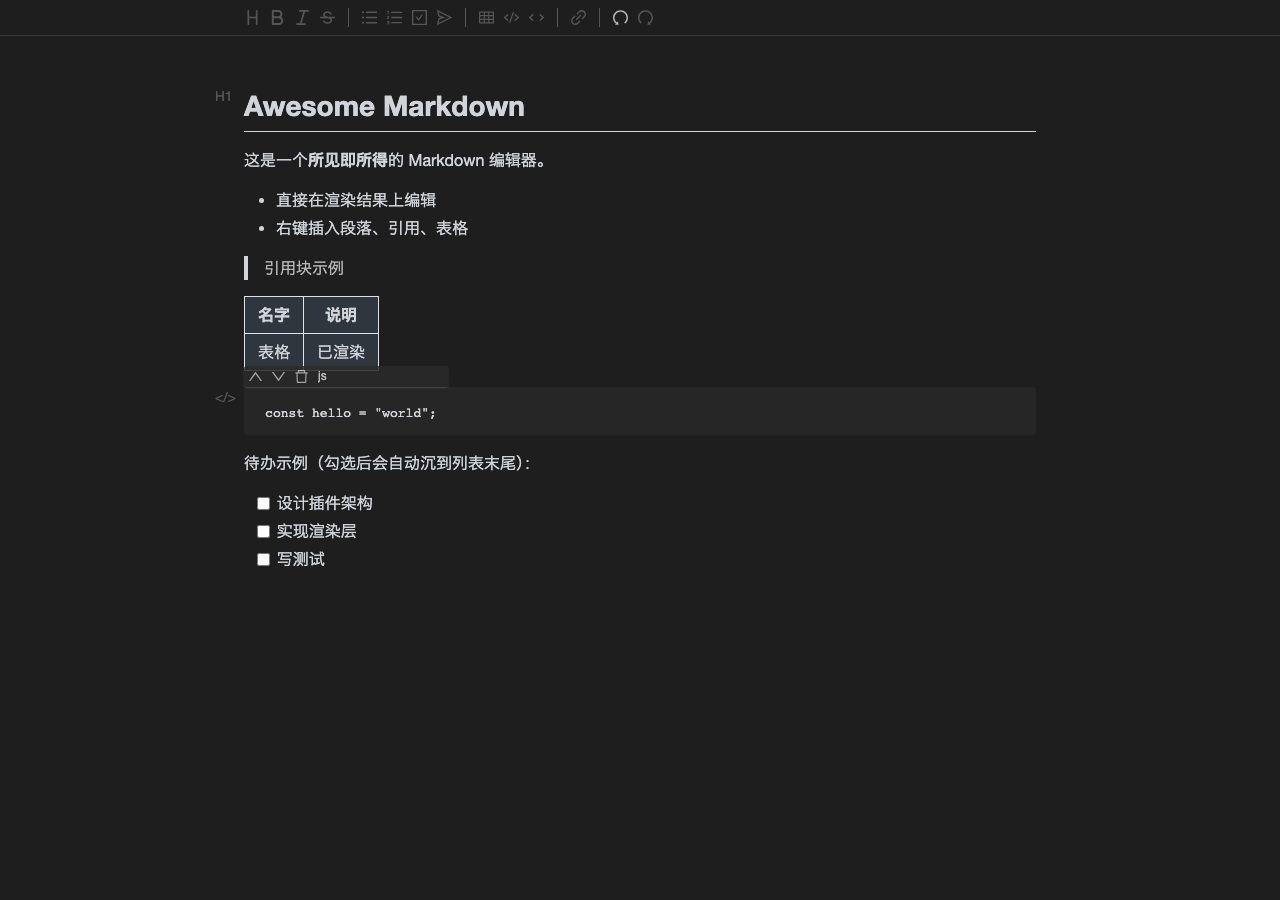 H B I S
H1
Awesome Markdown
这是一个所见即所得的 Markdown 编辑器。
直接在渲染结果上编辑
右键插入段落、引用、表格
引用块示例
名字 说明
表格 已渲染
js
</>
const hello = "world";
待办示例（勾选后会自动沉到列表末尾）：
设计插件架构
实现渲染层
写测试